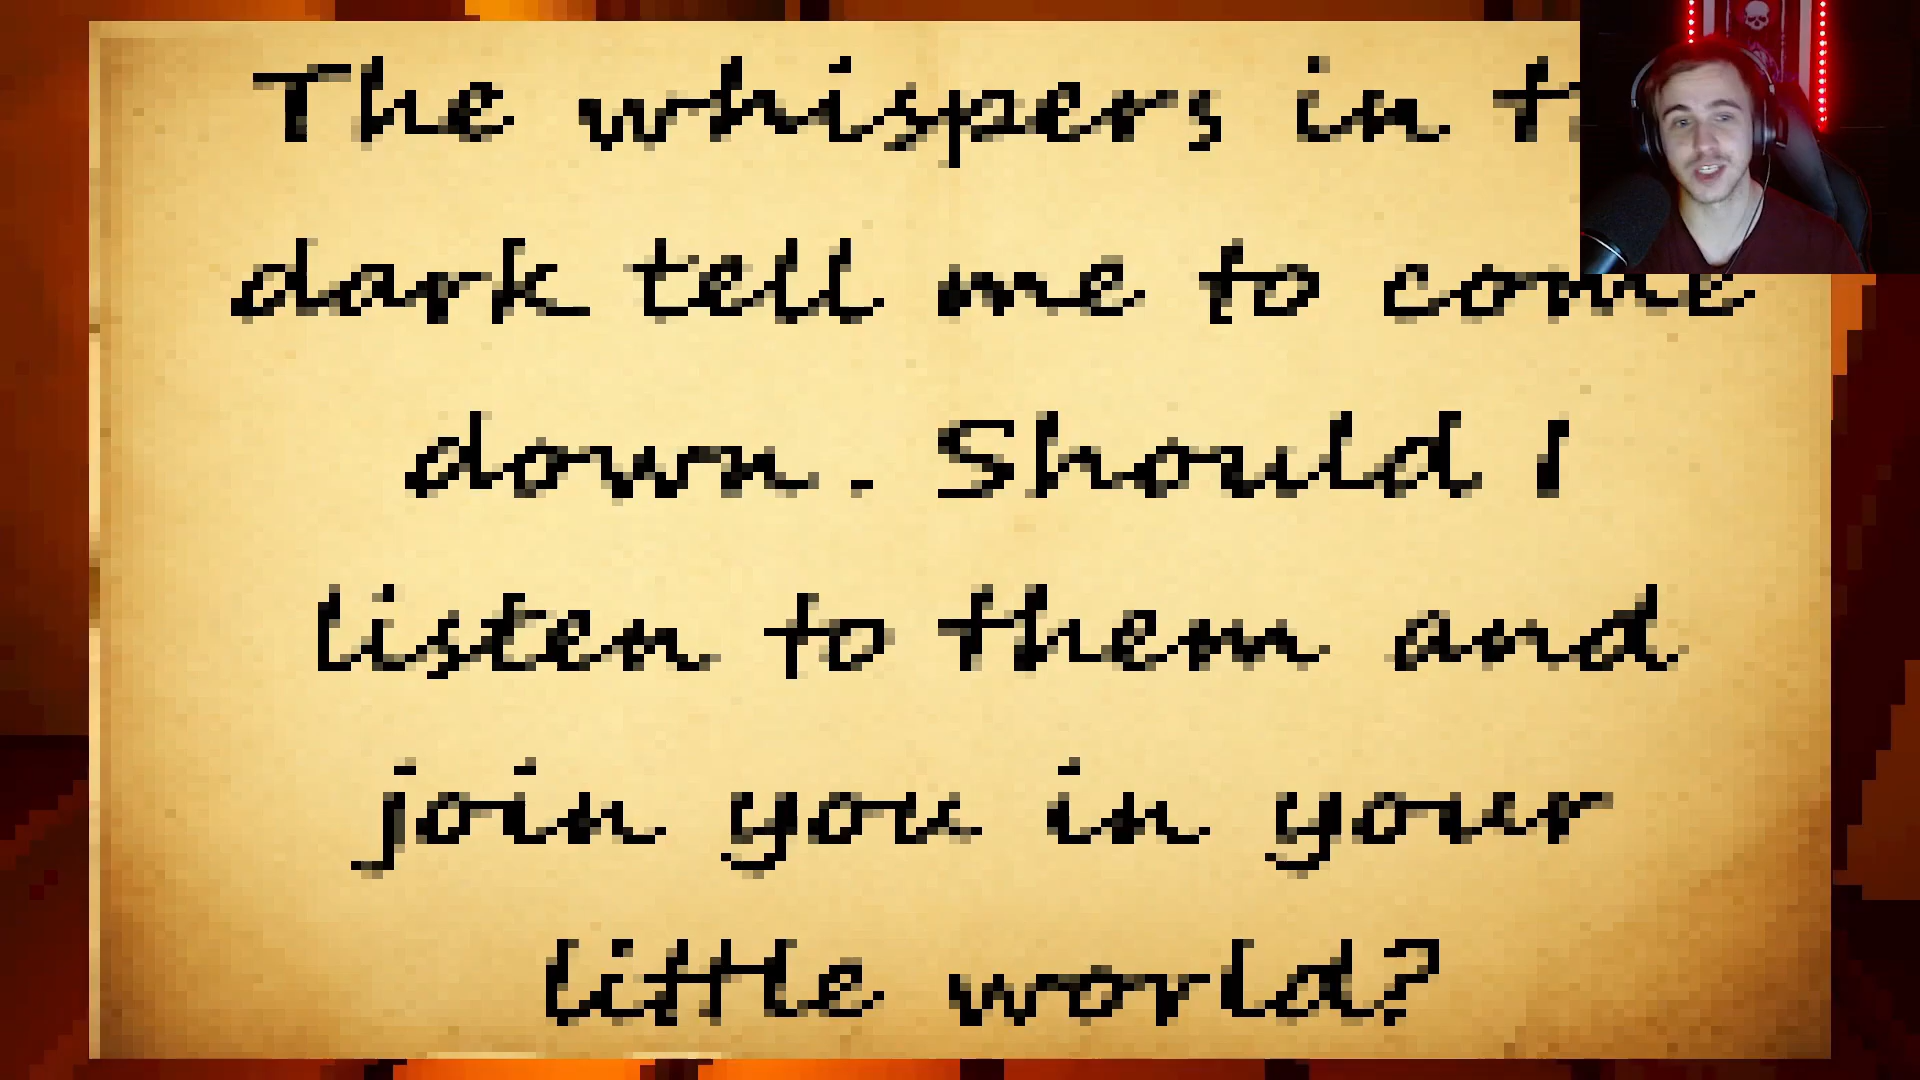 The whispers in
dark tell me to come
down. Should I
listen to them and
join you in your
little world?